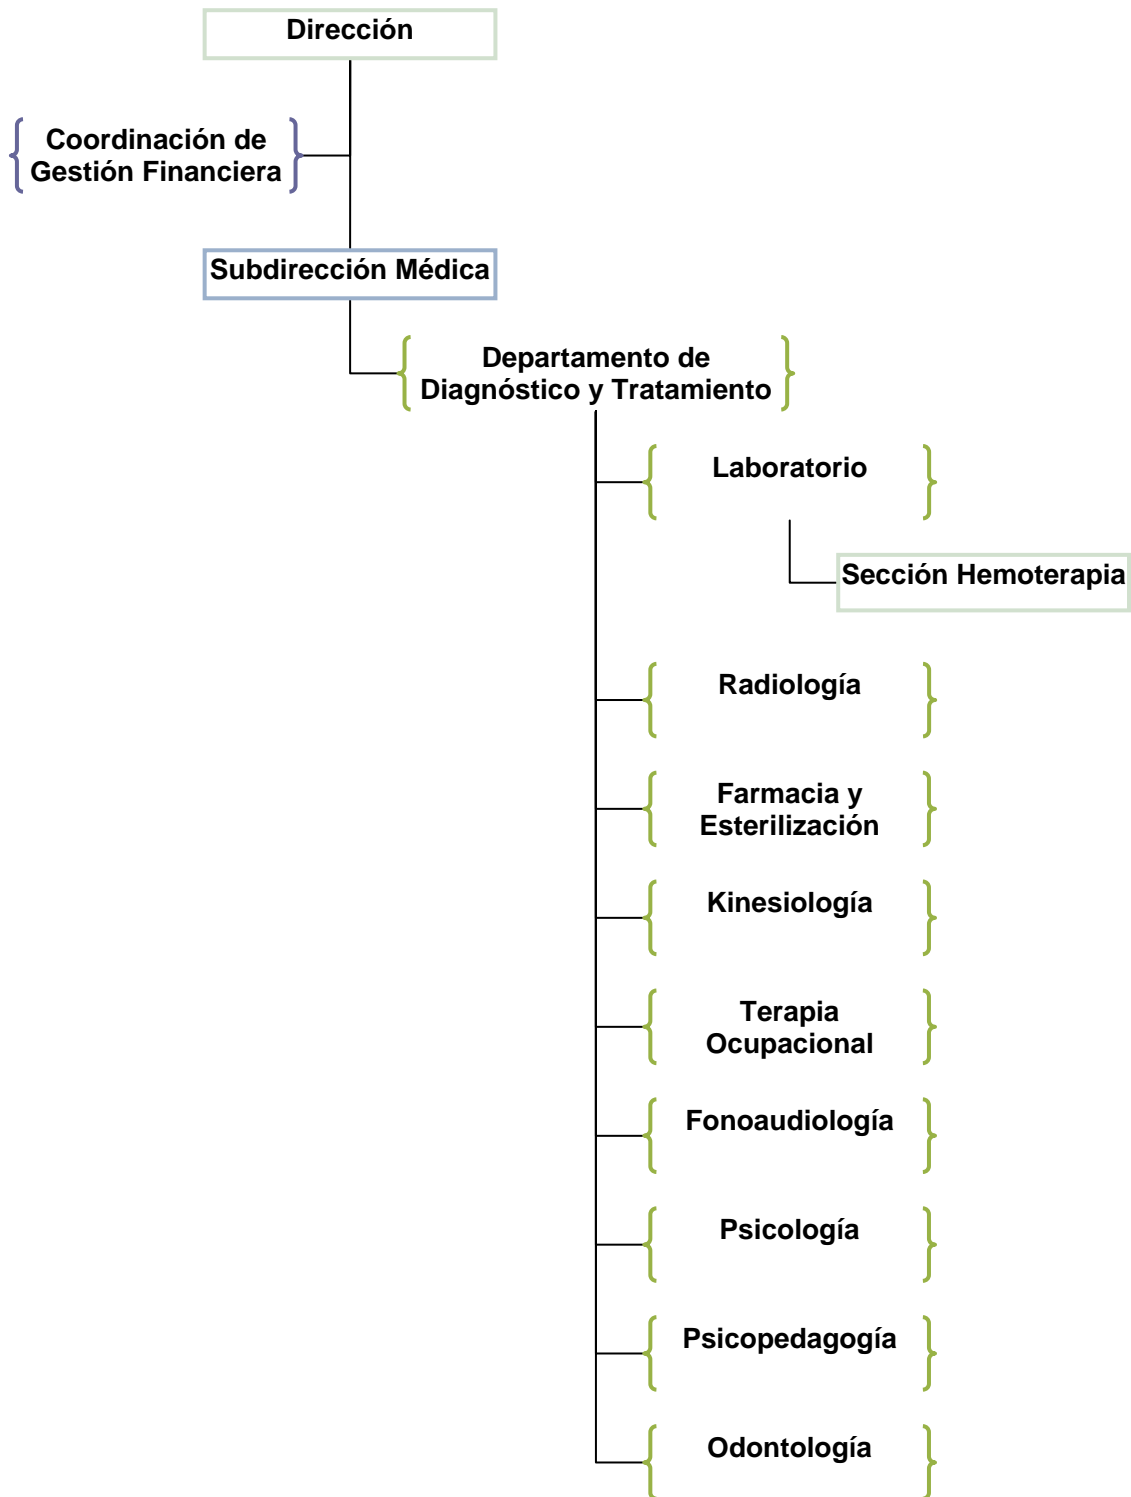 Dirección
Coordinación de
Gestión Financiera
Subdirección Médica
Departamento de
Diagnóstico y Tratamiento
Laboratorio
Sección Hemoterapia
Radiología
Farmacia y
Esterilización
Kinesiología
Terapia
Ocupacional
Fonoaudiología
Psicología
Psicopedagogía
Odontología